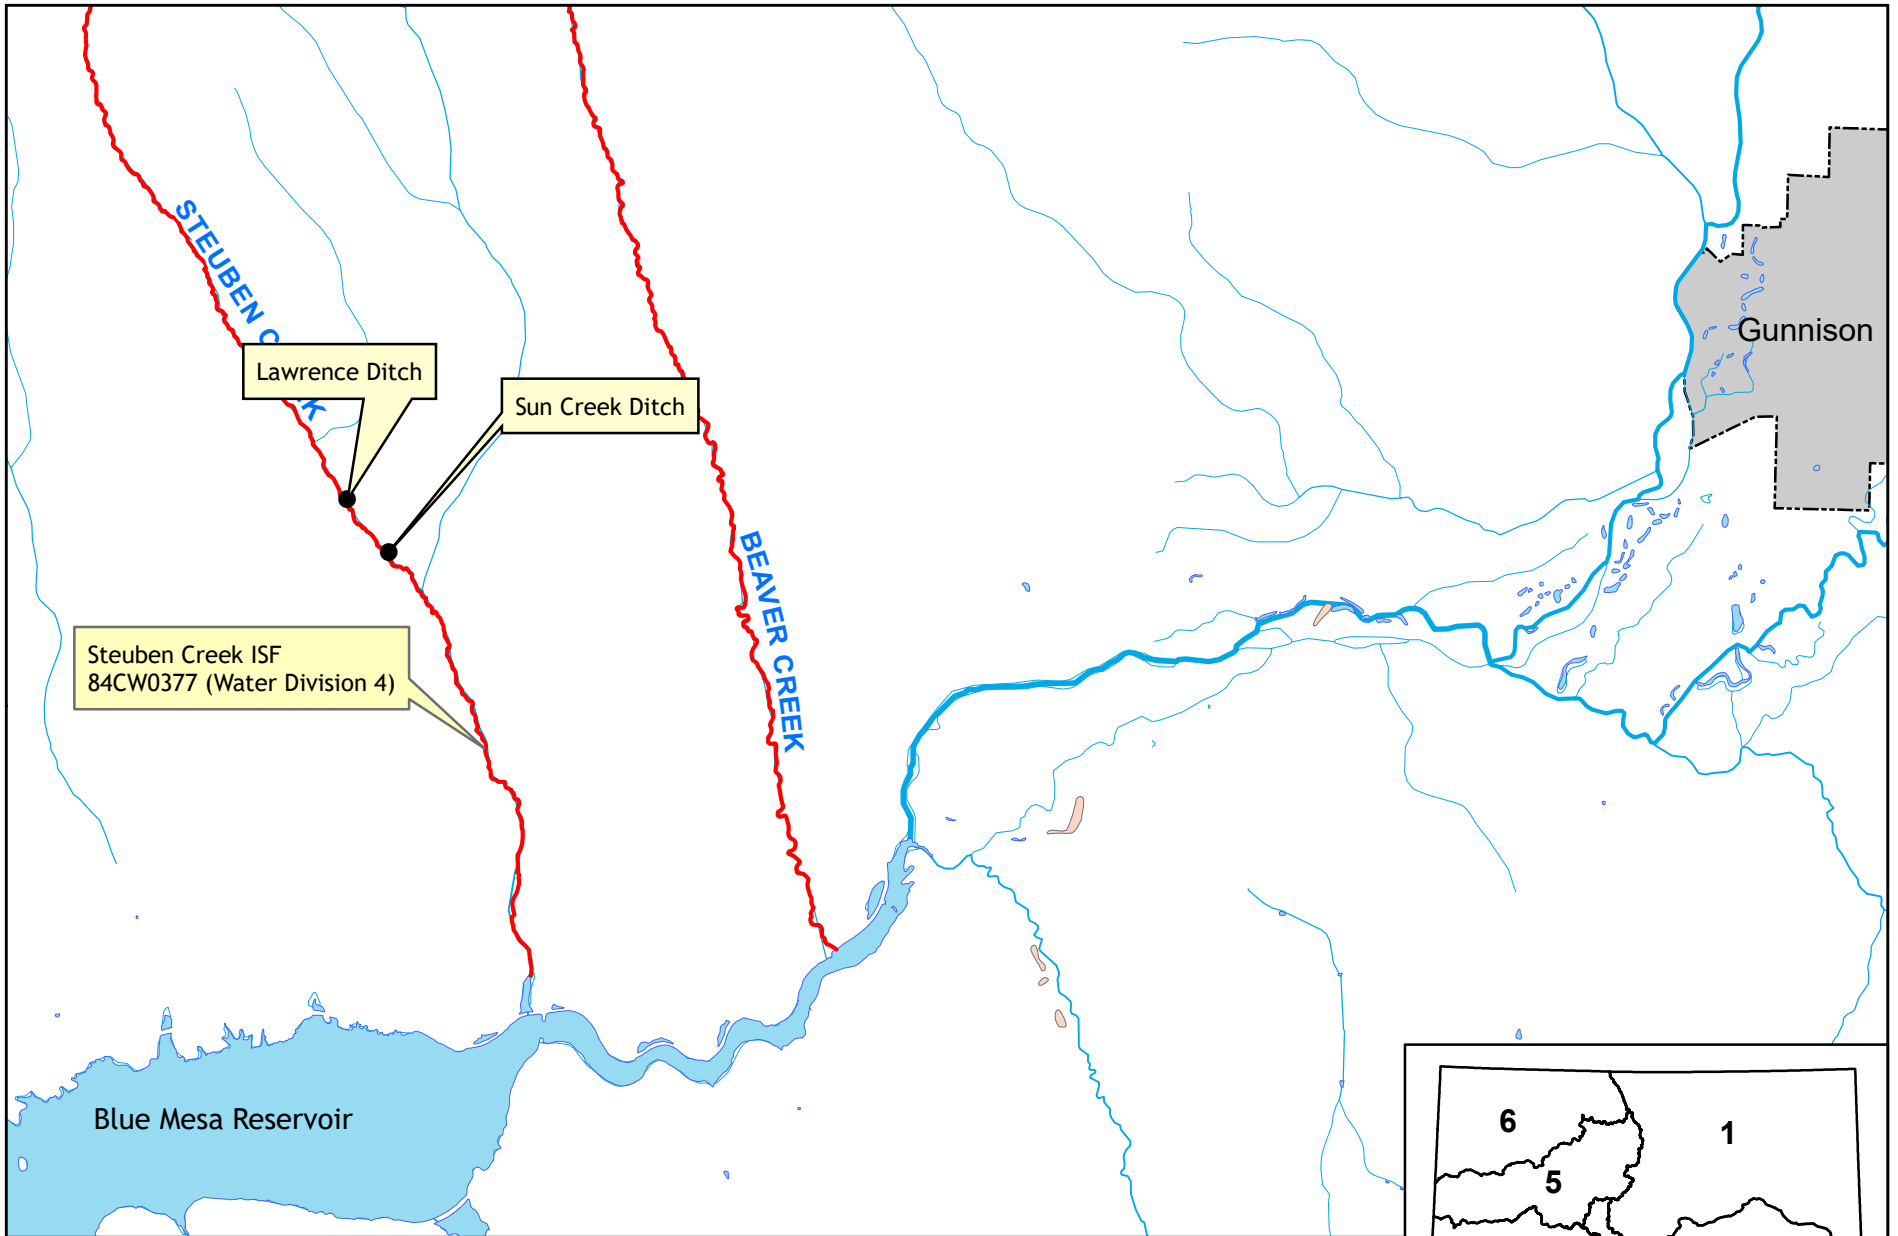 STEUBEN C
K
Lawrence Ditch
Sun Creek Ditch
Gunnison
BEAVER CREEK
Steuben Creek ISF
84CW0377 (Water Division 4)
Blue Mesa Reservoir
6
1
5